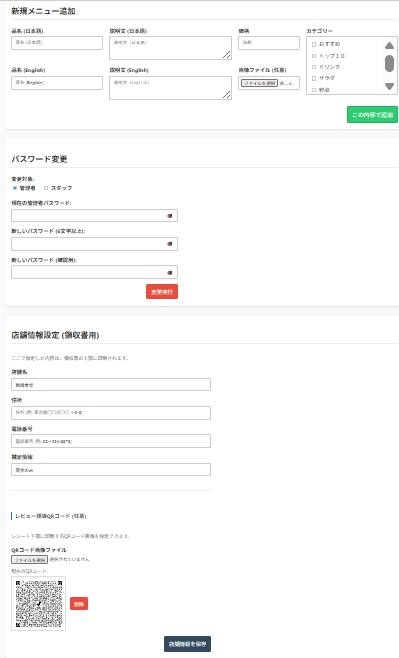 新規メニュー追加
品名 (日本語)
説明文 (日本語)
価格
カテゴリー
品名 (日本語)
説明文 (日本語)
価格
おすすめ
トップ１０
ドリンク
サラダ
野菜
品名 (English)
説明文 (English)
画像ファイル (任意)
品名 (English)
説明文 (English)
ファイルを選択
この内容で追加
パスワード変更
変更対象:
管理者
スタッフ
現在の管理者パスワード:
新しいパスワード (6文字以上):
新しいパスワード (確認用):
変更実行
店舗情報設定 (領収書用)
ここで設定した内容は、領収書の上部に印刷されます。
店舗名
住所
住所 (例: 東京都〇〇区〇〇 1-2-3)
電話番号
電話番号 (例: 03-1234-5678)
補足情報
現金のみ
レビュー誘導QRコード (任意)
レシート下部に印刷するQRコード画像を設定できます。
QRコード画像ファイル
ファイルを選択 選択されていません
現在のQRコード:
削除
店舗情報を保存